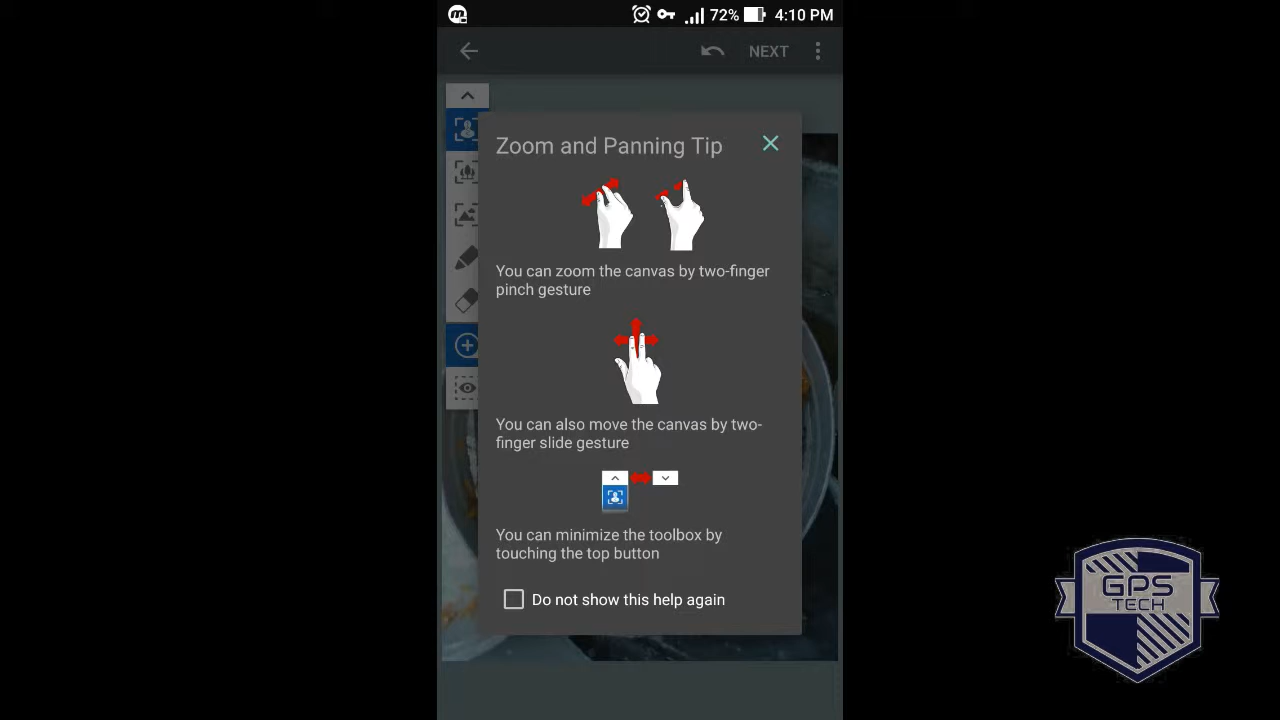 72% 4:10 PM
NEXT
Zoom and Panning Tip
You can zoom the canvas by two-finger
pinch gesture
You can also move the canvas by two-
finger slide gesture
You can minimize the toolbox by
touching the top button
Do not show this help again
GPS
TECH